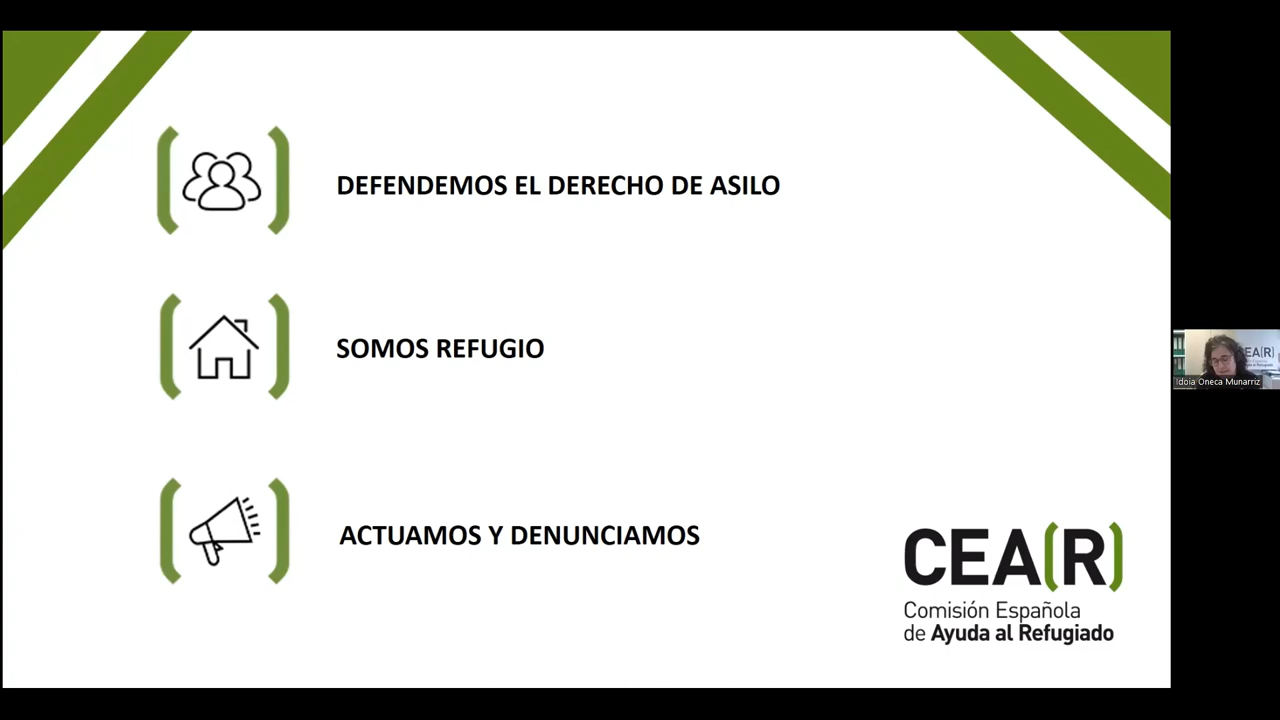 DEFENDEMOS EL DERECHO DE ASILO
SOMOS REFUGIO
ACTUAMOS Y DENUNCIAMOS
CEA(R)
Comisión Española
de Ayuda al Refugiado
EA(R)
Idoia Oneca Munarriz